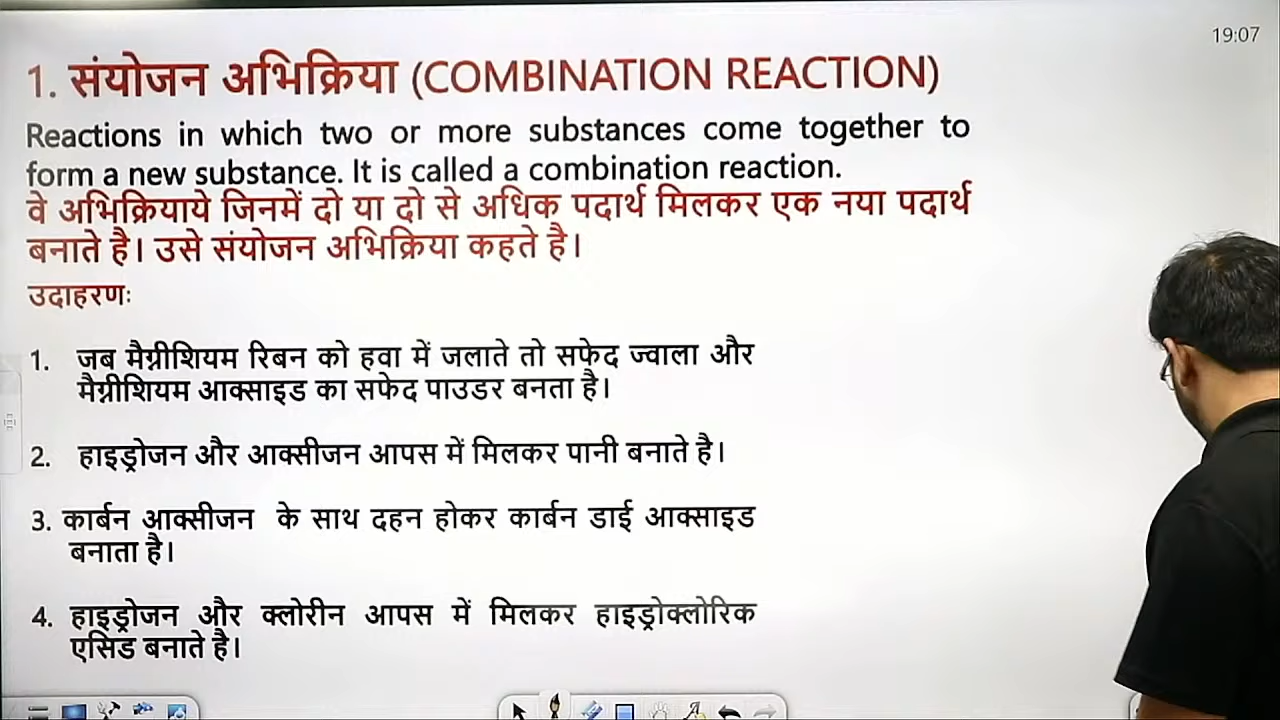 19:07
1. संयोजन अभिक्रिया (COMBINATION REACTION)
Reactions in which two or more substances come together to
form a new substance. It is called a combination reaction.
वे अभिक्रियाये जिनमें दो या दो से अधिक पदार्थ मिलकर एक नया पदार्थ
बनाते है। उसे संयोजन अभिक्रिया कहते है।
उदाहरणः
1. जब मैग्नीशियम रिबन को हवा में जलाते तो सफेद ज्वाला और
मैग्नीशियम आक्साइड का सफेद पाउडर बनता है।
2. हाइड्रोजन और आक्सीजन आपस में मिलकर पानी बनाते है।
3. कार्बन आक्सीजन के साथ दहन होकर कार्बन डाई आक्साइड
बनाता है।
4. हाइड्रोजन और क्लोरीन आपस में मिलकर हाइड्रोक्लोरिक
एसिड बनाते है।